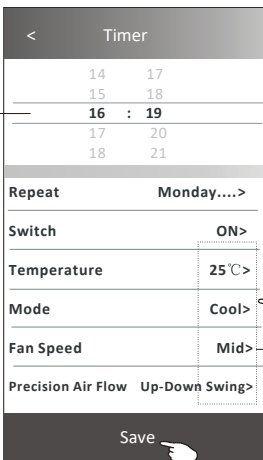 < Timer
14 17
15 18
16 : 19
17 20
18 21
Repeat Monday....>
Switch ON>
Temperature 25℃>
Mode Cool>
Fan Speed Mid>
Precision Air Flow Up-Down Swing>
Save